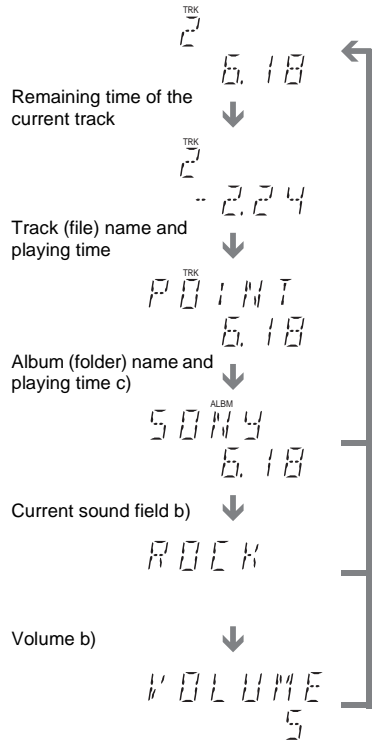 TRK
2
6.18
Remaining time of the
current track
TRK
2
- 2.24
Track (file) name and
playing time
TRK
POINT
6.18
Album (folder) name and
playing time c)
ALBM
SONY
6.18
Current sound field b)
ROCK
Volume b)
VOLUME
5